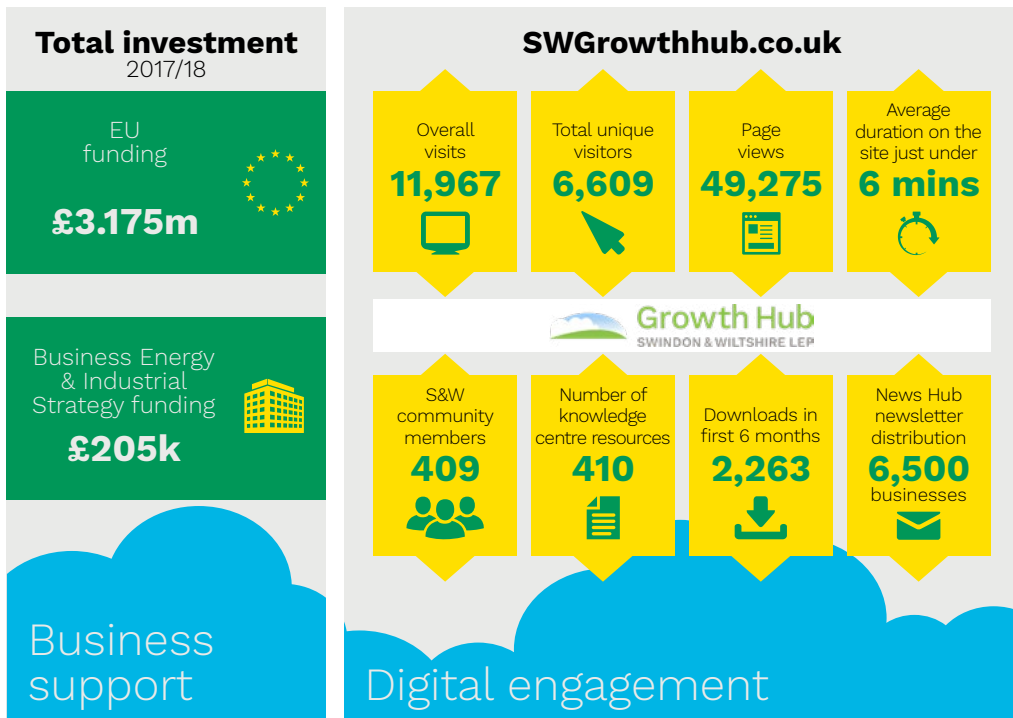 Total investment
2017/18
EU
funding
£3.175m
Business Energy
& Industrial
Strategy funding
£205k
Business
support
SWGrowthhub.co.uk
Overall
visits
11,967
Total unique
visitors
6,609
Page
views
49,275
Average
duration on the
site just under
6 mins
Growth Hub
SWINDON & WILTSHIRE LEP
S&W
community
members
409
Number of
knowledge
centre resources
410
Downloads in
first 6 months
2,263
News Hub
newsletter
distribution
6,500
businesses
Digital engagement